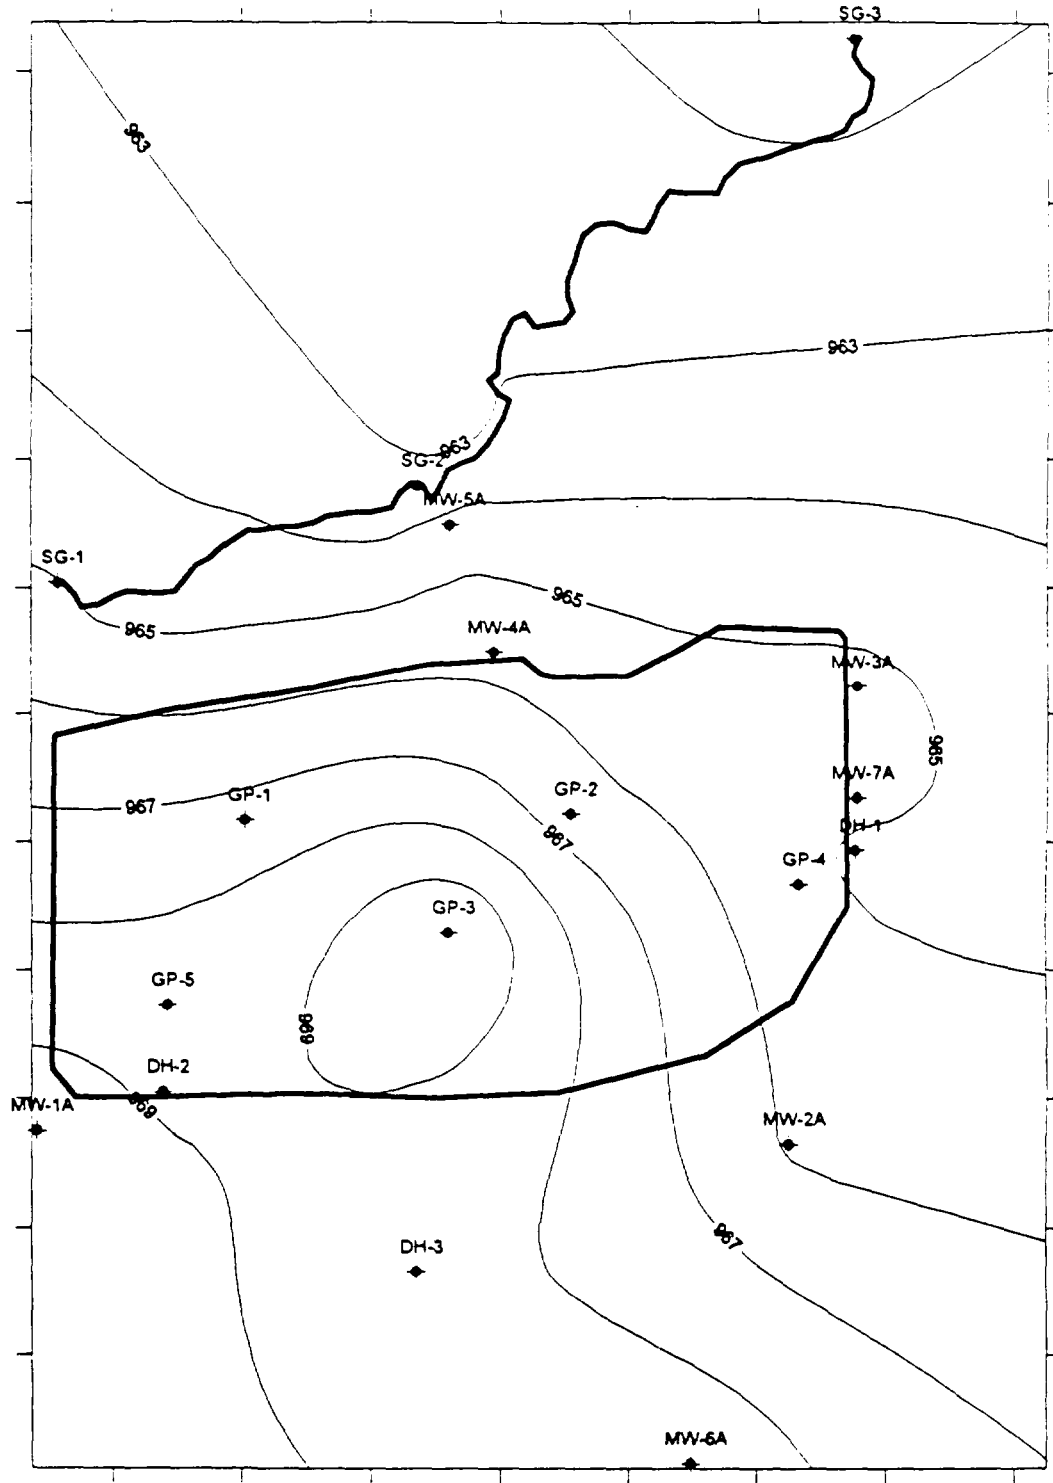 SG-3
963
963
963
SG-2
MW-5A
SG-1
965
965
MW-4A
MW-3A
965
MW-7A
GP-1
GP-2
967
967
DH-1
GP-4
GP-3
GP-5
969
DH-2
969
MW-1A
MW-2A
967
DH-3
MW-6A